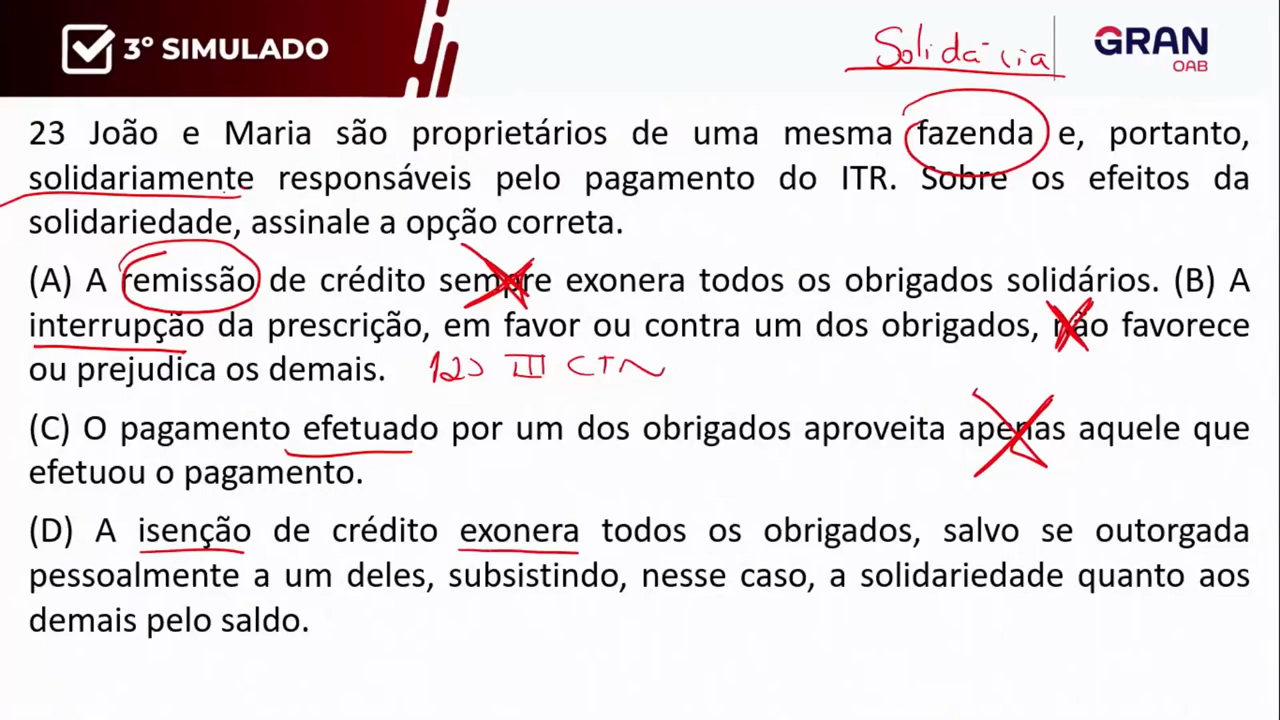 3º SIMULADO
Solidária
GRAN
OAB
23 João e Maria são proprietários de uma mesma fazenda e, portanto,
solidariamente responsáveis pelo pagamento do ITR. Sobre os efeitos da
solidariedade, assinale a opção correta.
(A) A remissão de crédito sempre exonera todos os obrigados solidários. (B) A
interrupção da prescrição, em favor ou contra um dos obrigados, não favorece
ou prejudica os demais. 125 III CTN
(C) O pagamento efetuado por um dos obrigados aproveita apenas aquele que
efetuou o pagamento.
(D) A isenção de crédito exonera todos os obrigados, salvo se outorgada
pessoalmente a um deles, subsistindo, nesse caso, a solidariedade quanto aos
demais pelo saldo.